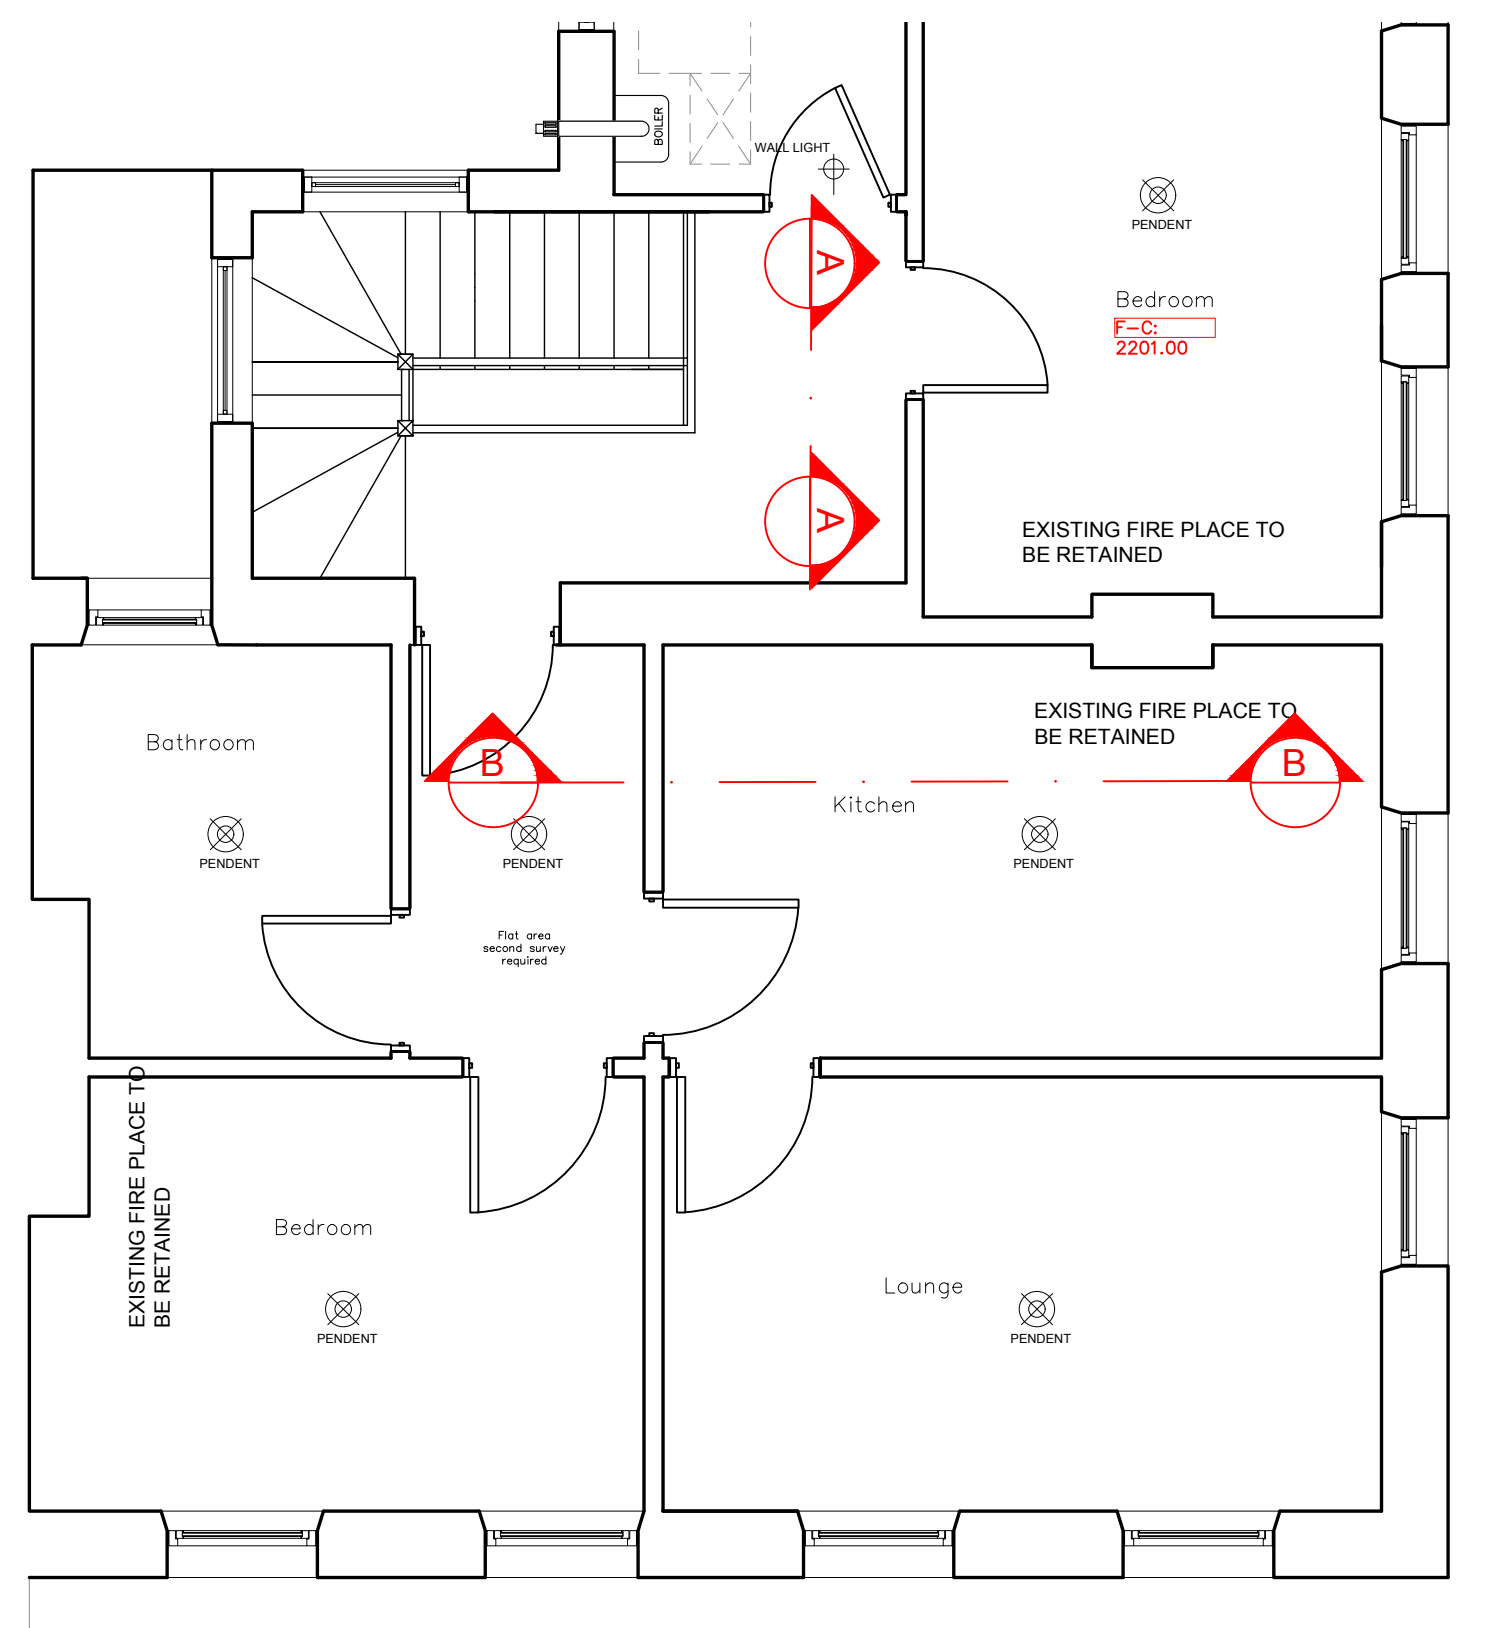 BOILER
WALL LIGHT
PENDENT
A
Bedroom
F-C:
2201.00
A
EXISTING FIRE PLACE TO
BE RETAINED
EXISTING FIRE PLACE TO
BE RETAINED
Bathroom
B
B
Kitchen
PENDENT
PENDENT
PENDENT
Flat area
second survey
required
EXISTING FIRE PLACE TO
BE RETAINED
Bedroom
Lounge
PENDENT
PENDENT